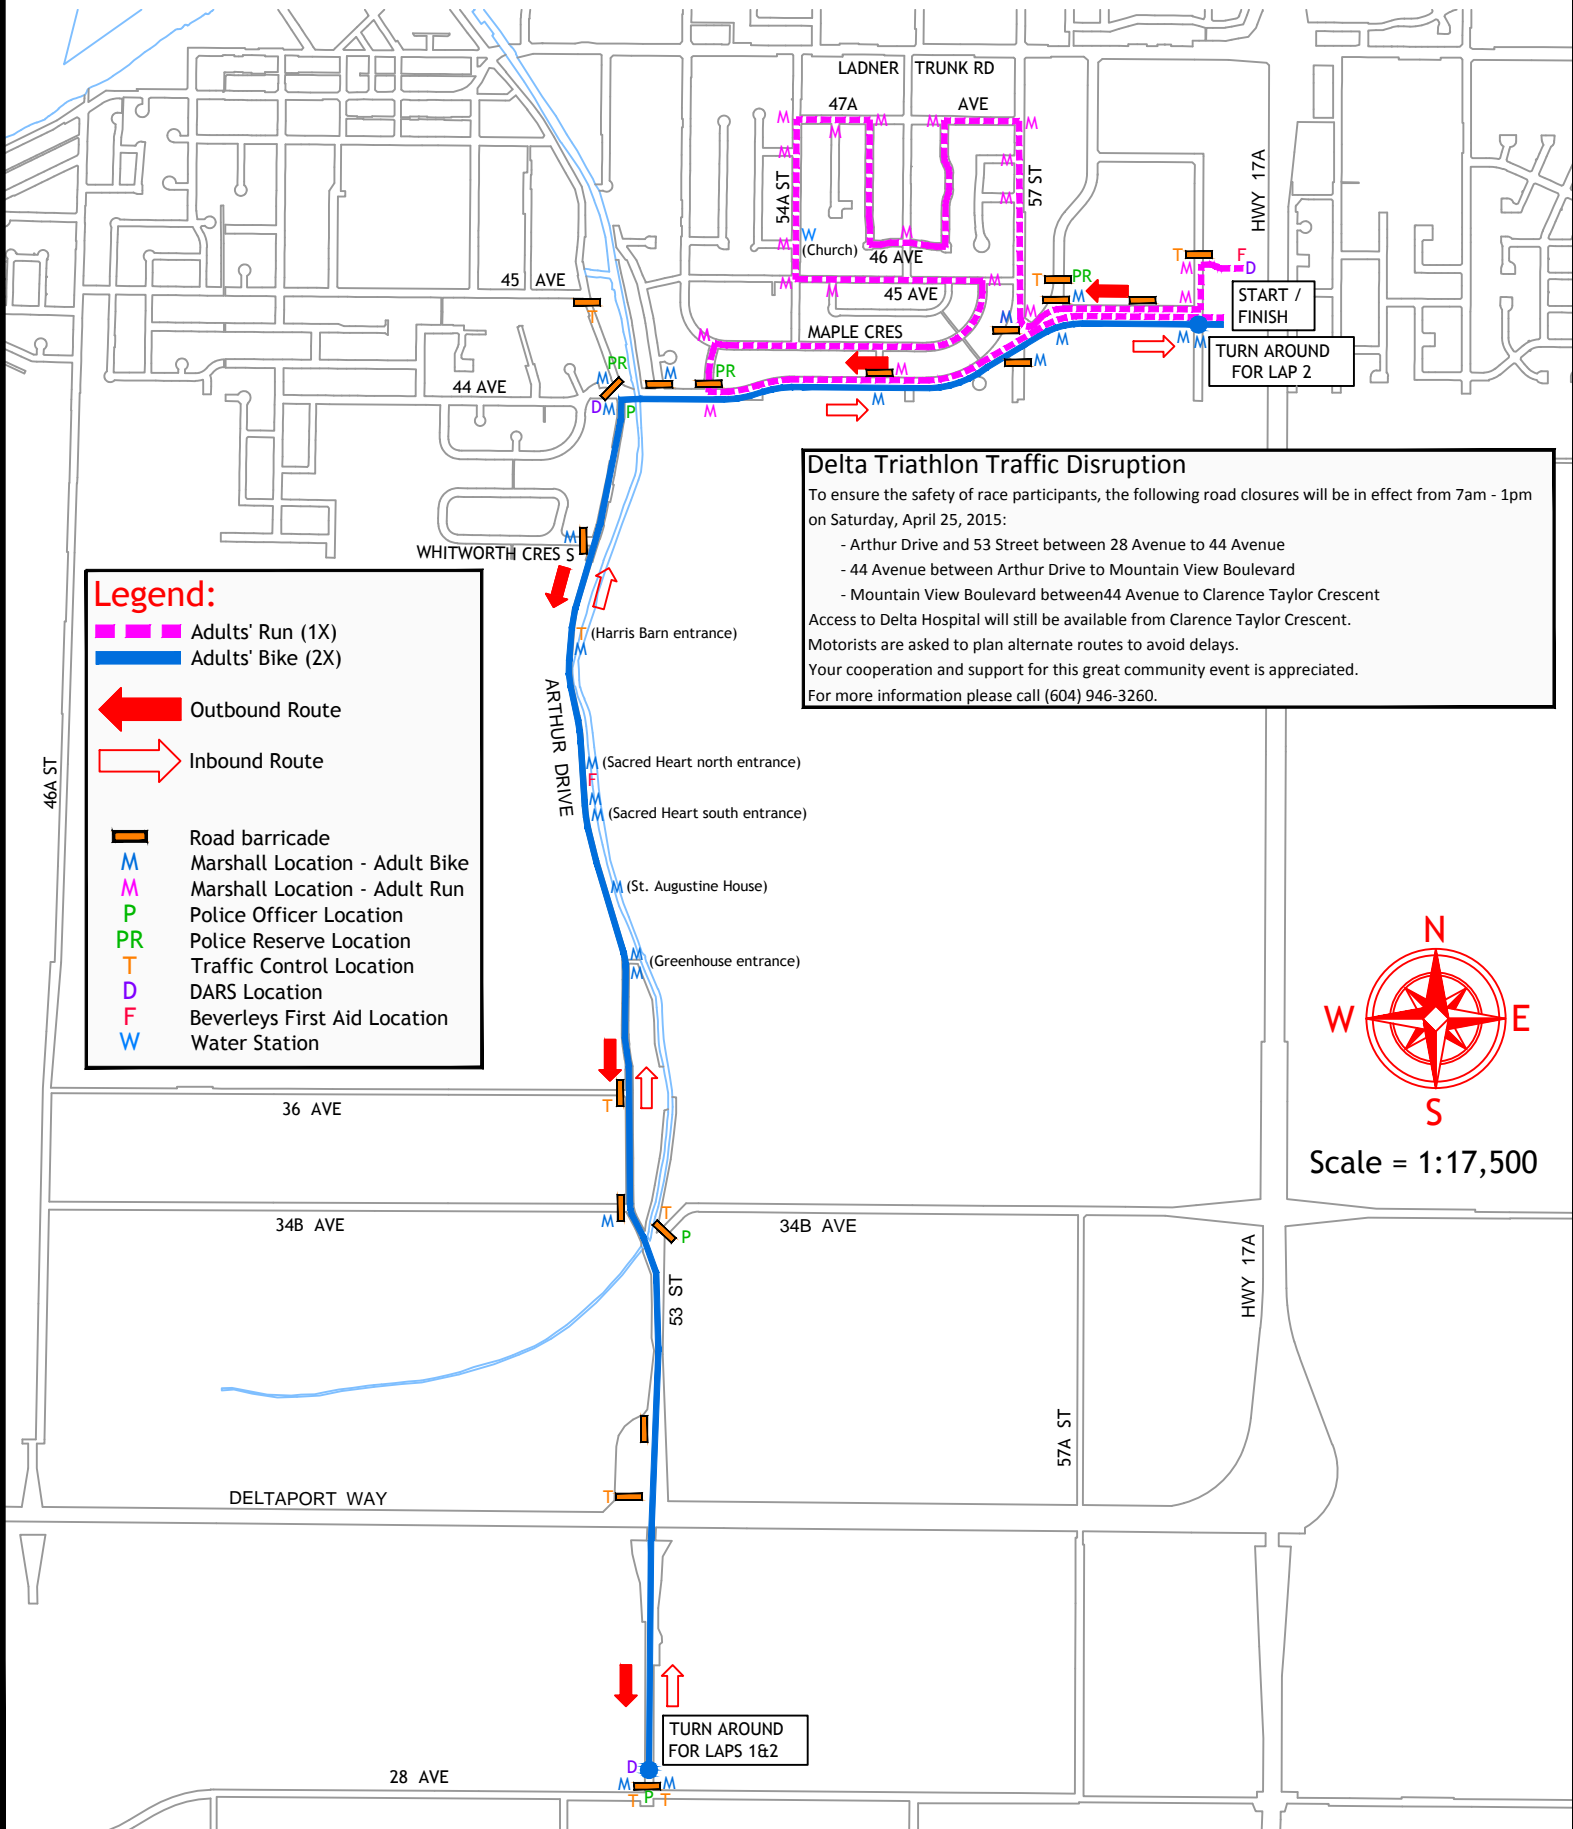 LADNER TRUNK RD
47A AVE
M M M M M
M
M M
54A ST
57 ST
HWY 17A
M
W
M
(Church)
M
46 AVE
T
F
M
D
45 AVE
T PR
M
M
45 AVE
M
M
START /
FINISH
T
M
M
MAPLE CRES
M
M
M
M
TURN AROUND
FOR LAP 2
PR
PR
M
M
M
M
44 AVE
D
M
P
M
M
Delta Triathlon Traffic Disruption
To ensure the safety of race participants, the following road closures will be in effect from 7am - 1pm
on Saturday, April 25, 2015:
- Arthur Drive and 53 Street between 28 Avenue to 44 Avenue
- 44 Avenue between Arthur Drive to Mountain View Boulevard
- Mountain View Boulevard between44 Avenue to Clarence Taylor Crescent
Access to Delta Hospital will still be available from Clarence Taylor Crescent.
Motorists are asked to plan alternate routes to avoid delays.
Your cooperation and support for this great community event is appreciated.
For more information please call (604) 946-3260.
M
WHITWORTH CRES S
Legend:
Adults' Run (1X)
Adults' Bike (2X)
Outbound Route
Inbound Route
Road barricade
M Marshall Location - Adult Bike
M Marshall Location - Adult Run
P Police Officer Location
PR Police Reserve Location
T Traffic Control Location
D DARS Location
F Beverleys First Aid Location
W Water Station
T (Harris Barn entrance)
M
ARTHUR DRIVE
46A ST
M (Sacred Heart north entrance)
F
M
M (Sacred Heart south entrance)
M (St. Augustine House)
M
(Greenhouse entrance)
M
N
W E
S
Scale = 1:17,500
T
36 AVE
T
M
34B AVE
34B AVE
P
HWY 17A
53 ST
57A ST
DELTAPORT WAY
T
TURN AROUND
FOR LAPS 1&2
D
28 AVE
M M
T P T